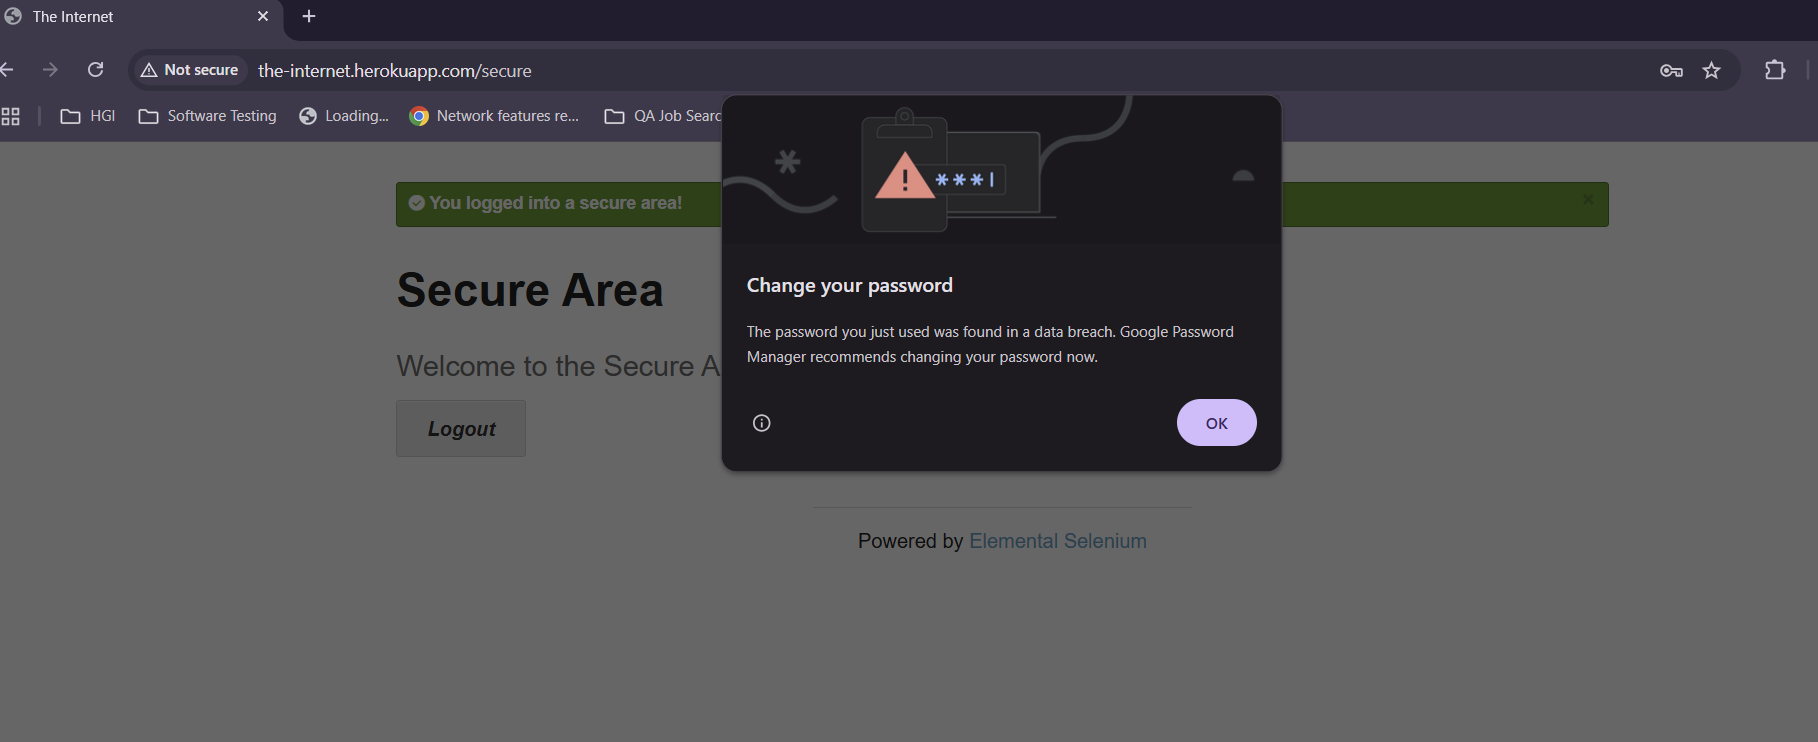 The Internet
Not secure
the-internet.herokuapp.com/secure
HGI
Software Testing
Loading...
Network features re...
QA Job Searc
You logged into a secure area!
Secure Area
Welcome to the Secure A
Logout
***
Change your password
The password you just used was found in a data breach. Google Password
Manager recommends changing your password now.
OK
Powered by Elemental Selenium